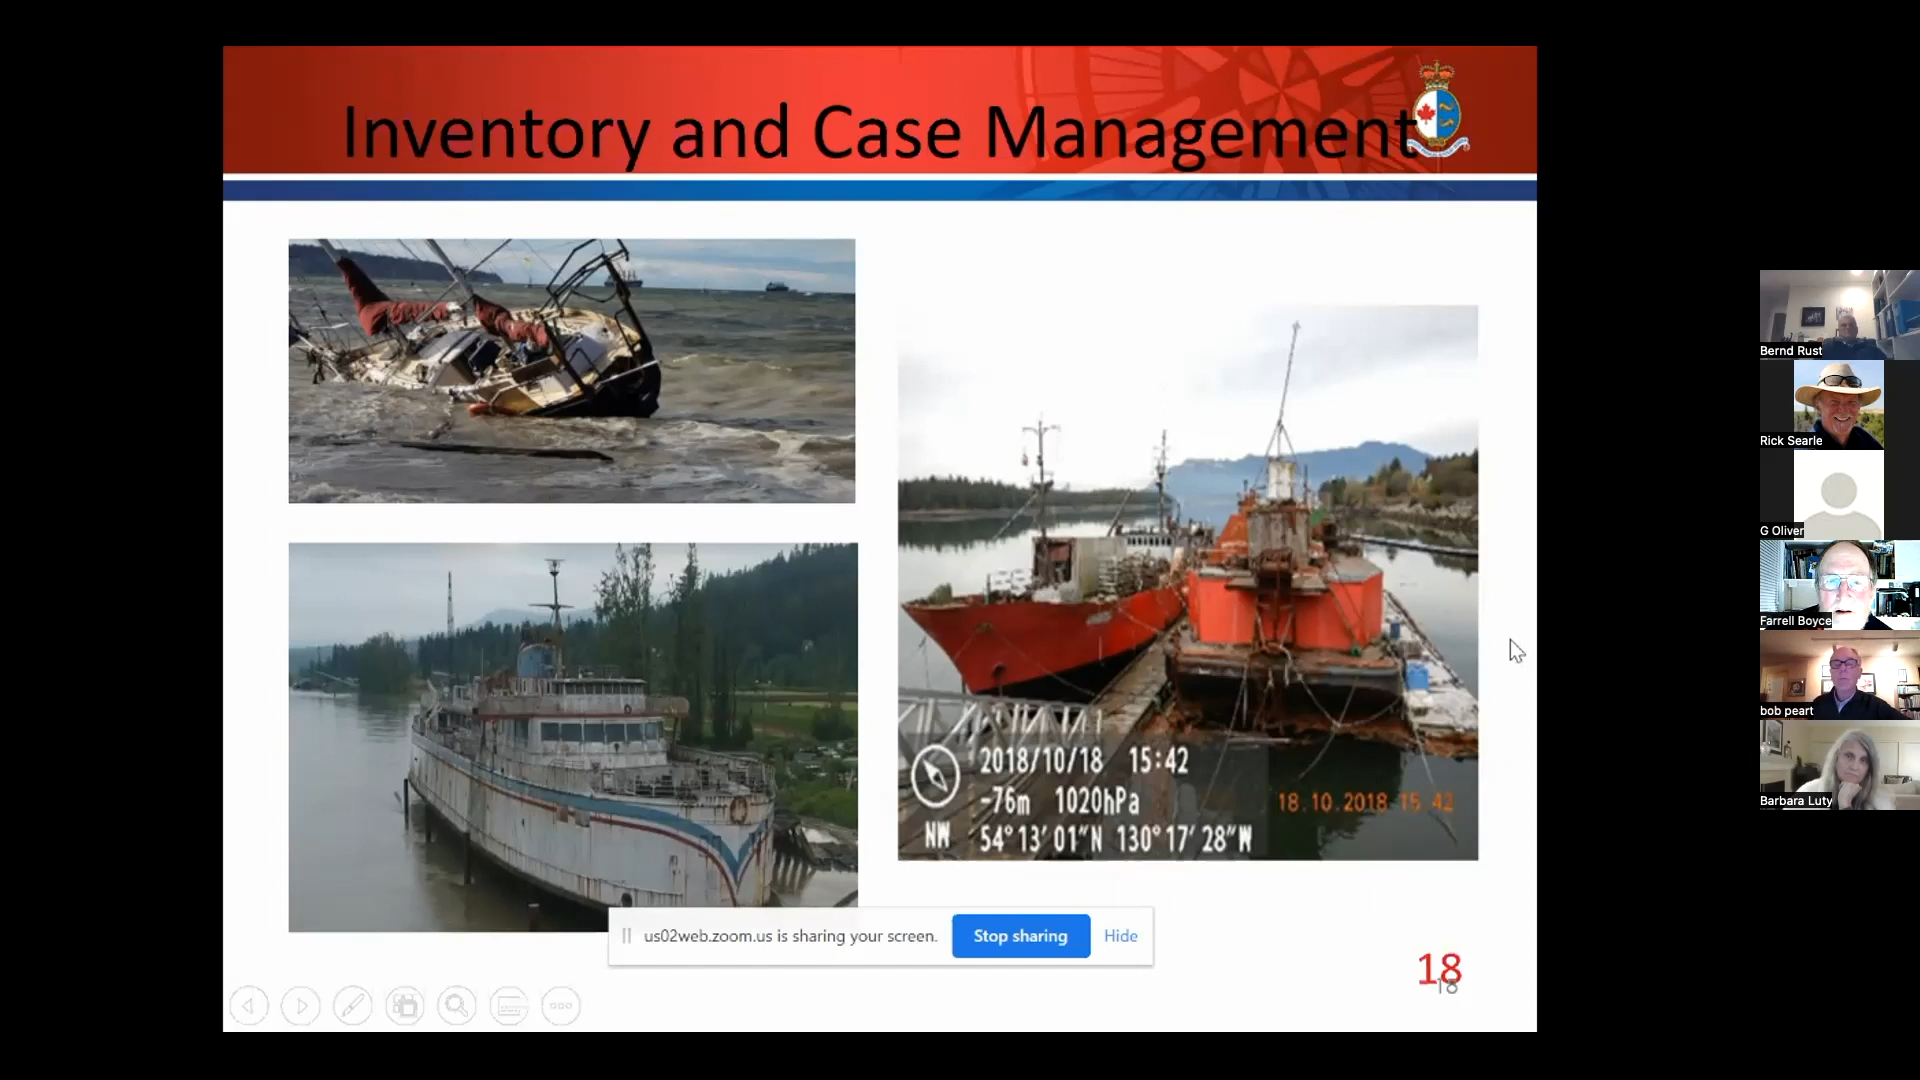 Inventory and Case Management
2018/10/18 15:42
-76m 1020hPa
NW 54°13'01"N 130°17'28"W
18.10.2018 15 42
us02web.zoom.us is sharing your screen.
Stop sharing
Hide
18
18
Bernd Rust
Rick Searle
G Oliver
Farrell Boyce
bob peart
Barbara Luty